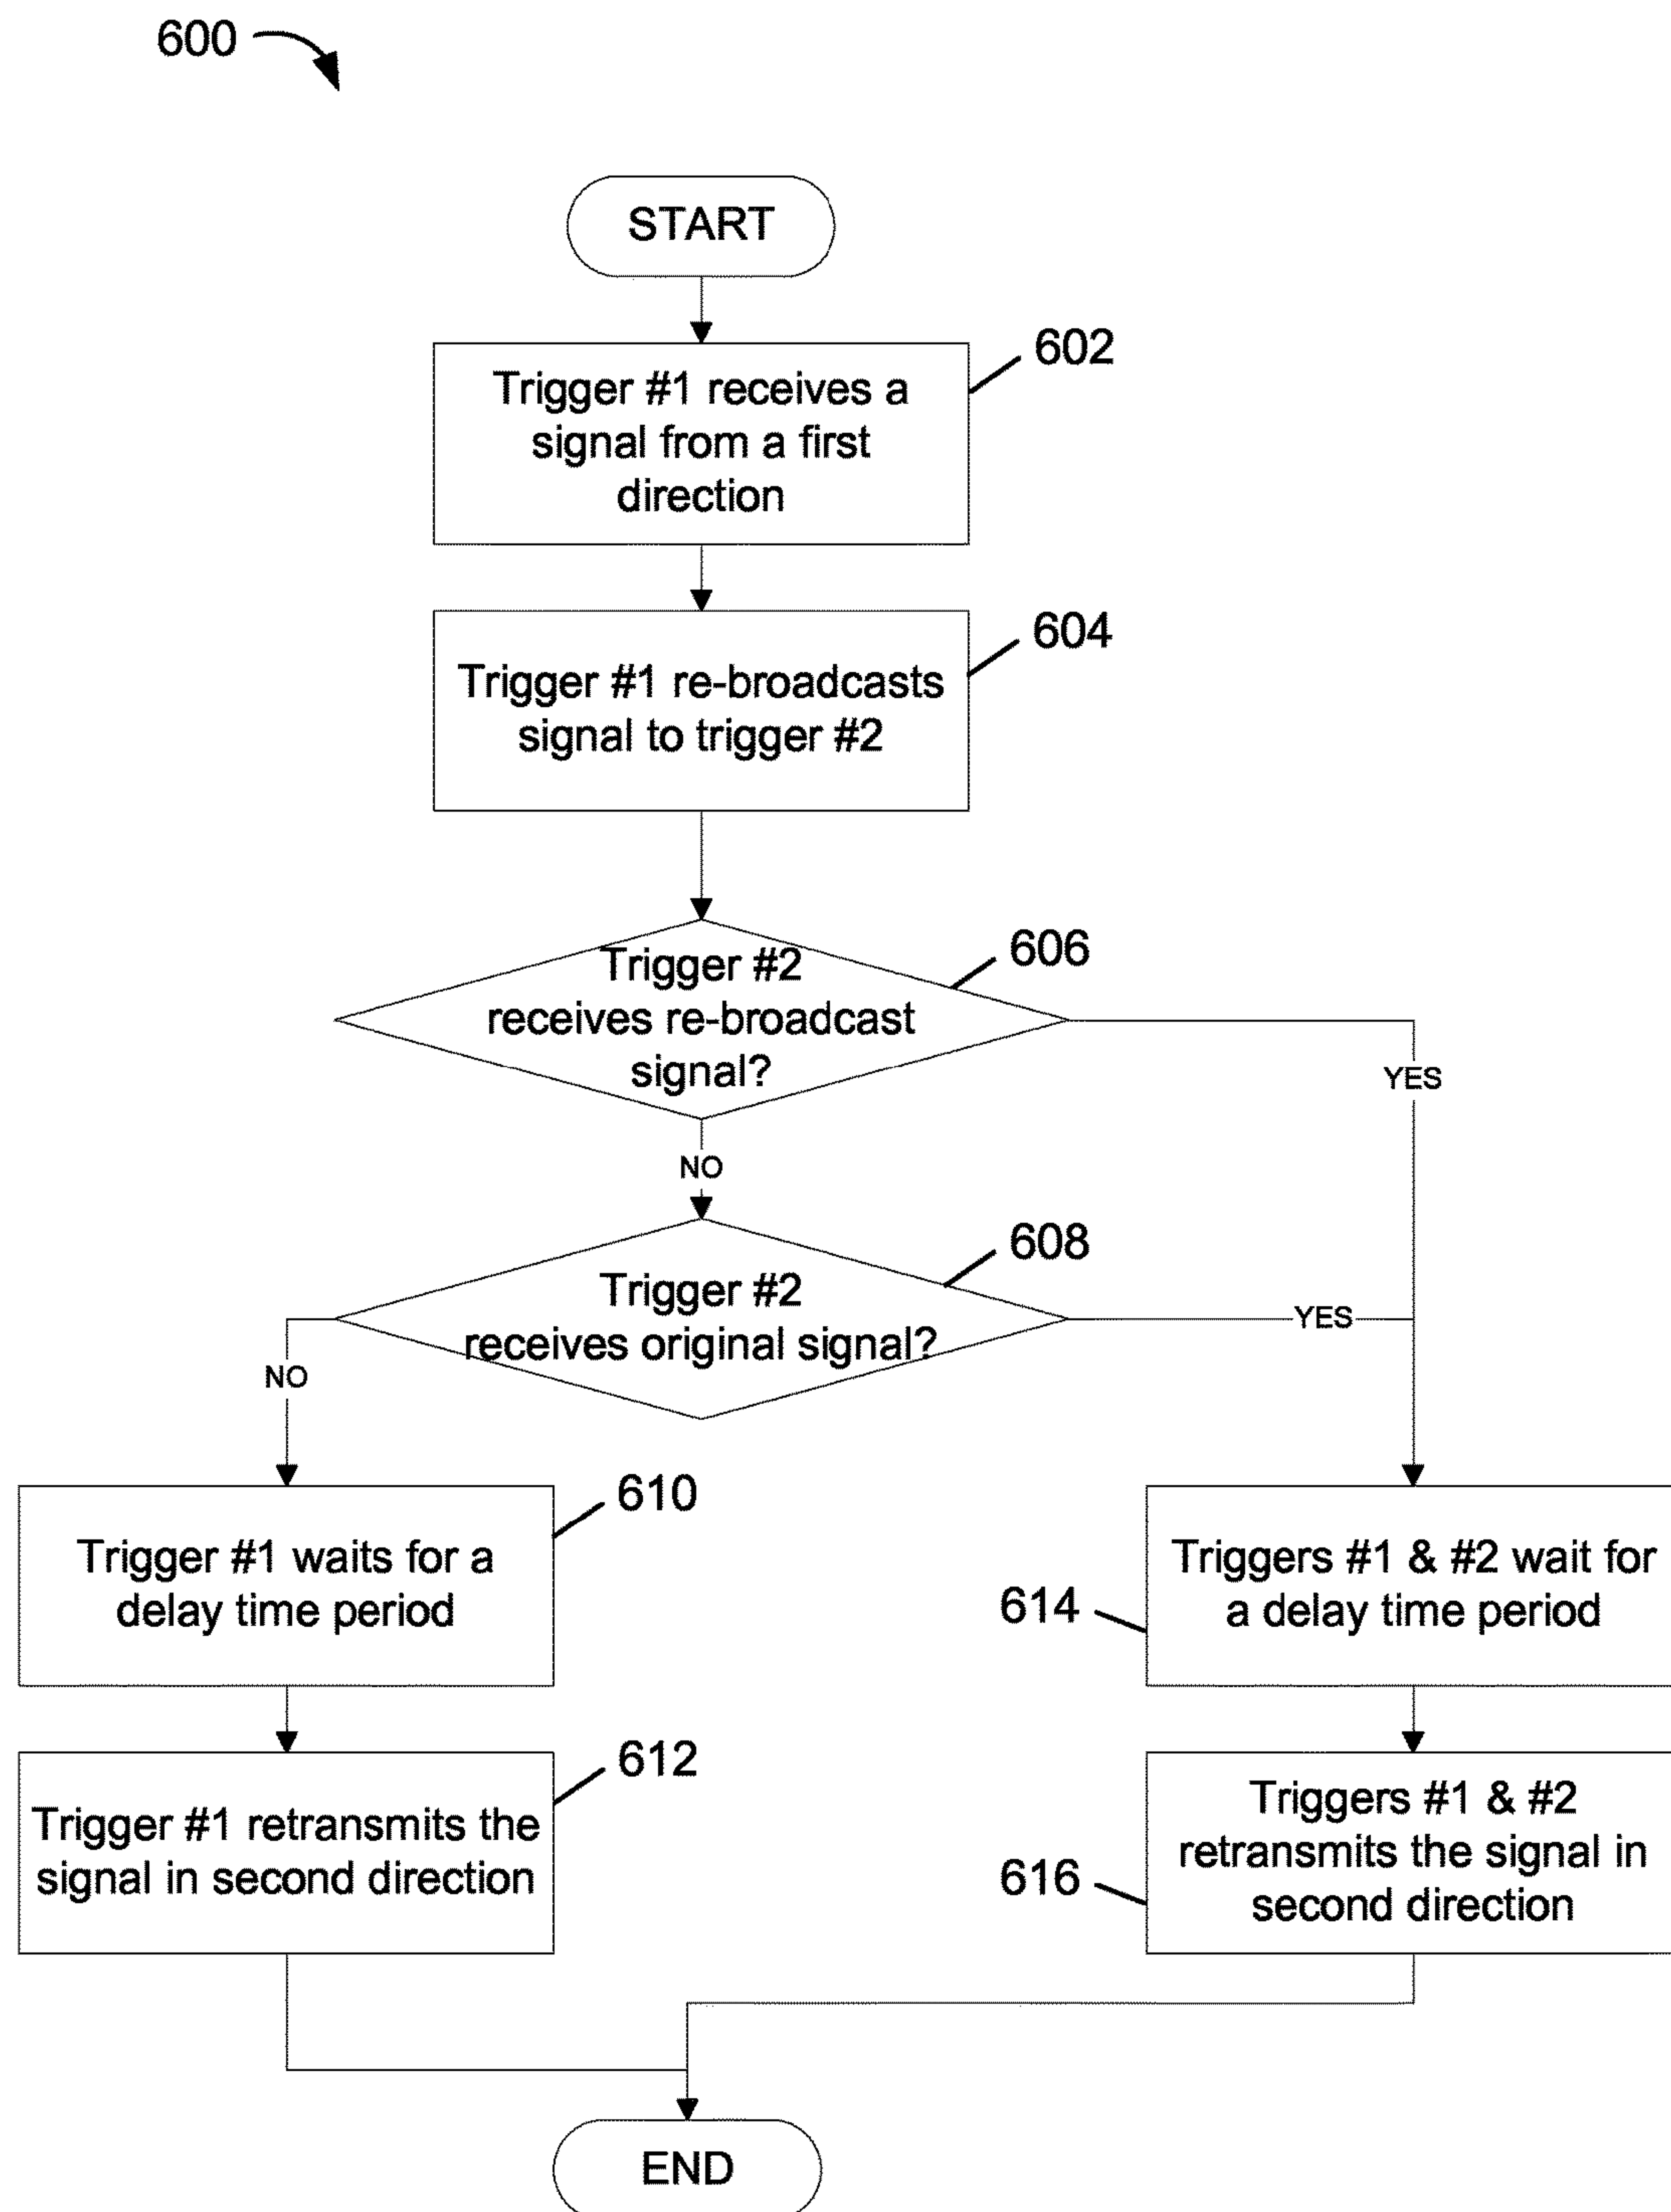 600
START
602
Trigger #1 receives a
signal from a first
direction
604
Trigger #1 re-broadcasts
signal to trigger #2
606
Trigger #2
receives re-broadcast
signal?
YES
NO
608
Trigger #2
receives original signal?
YES
NO
610
Trigger #1 waits for a
delay time period
614
Triggers #1 & #2 wait for
a delay time period
612
Trigger #1 retransmits the
signal in second direction
616
Triggers #1 & #2
retransmits the signal in
second direction
END